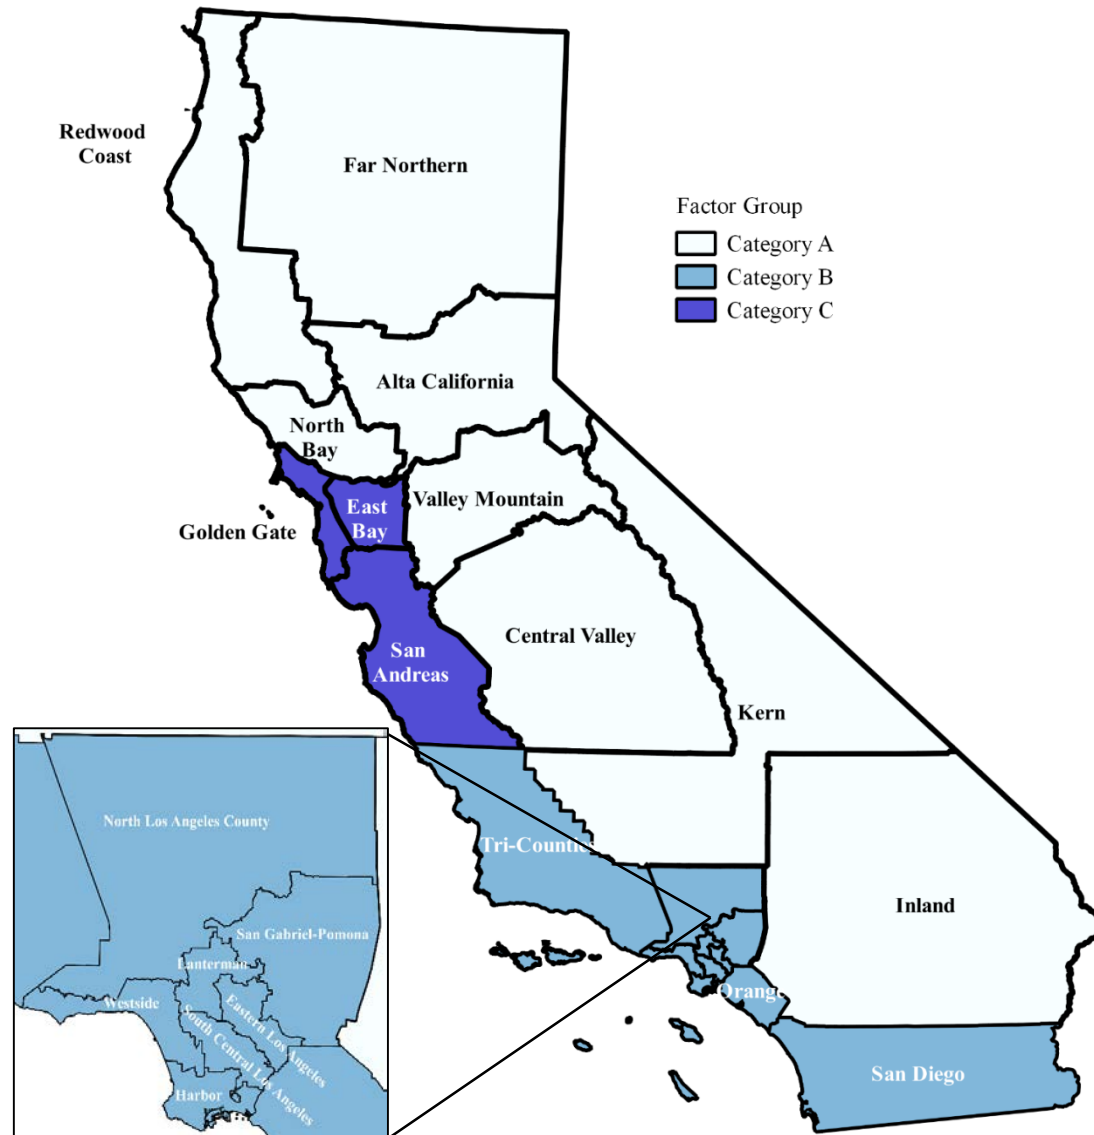 Redwood
Coast
Far Northern
Factor Group
Category A
Category B
Category C
Alta California
North
Bay
Valley Mountain
East
Bay
Golden Gate
Central Valley
San
Andreas
Kern
Tri-Counties
Inland
Orange
San Diego
North Los Angeles County
San Gabriel-Pomona
Lanterman
Westside
Eastern Los Angeles
South Central Los Angeles
Harbor